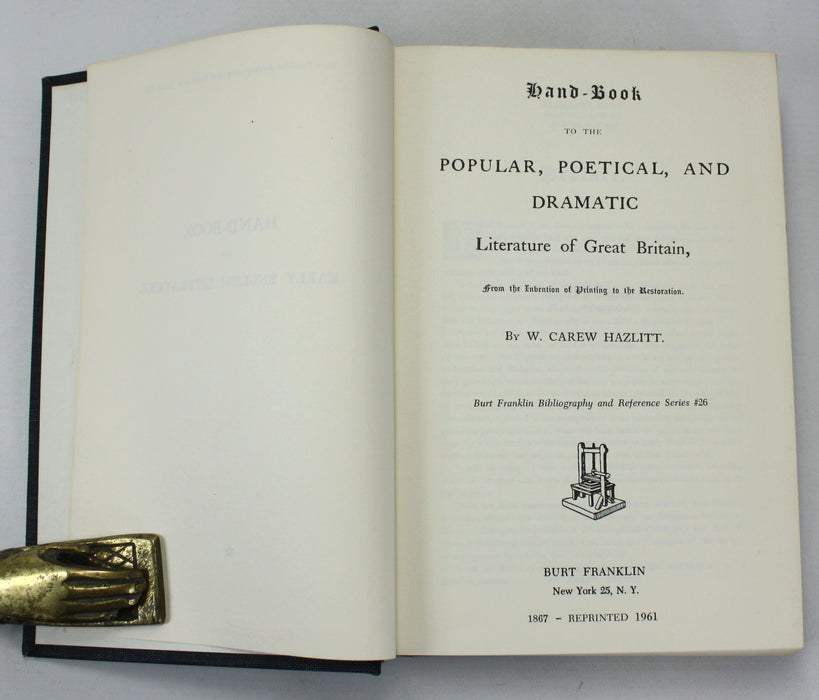 Hand-Book
TO THE
POPULAR, POETICAL, AND
DRAMATIC
Literature of Great Britain,
From the Invention of Printing to the Restoration.
By W. CAREW HAZLITT.
Burt Franklin Bibliography and Reference Series #26
BURT FRANKLIN
New York 25, N. Y.
1867 – REPRINTED 1961